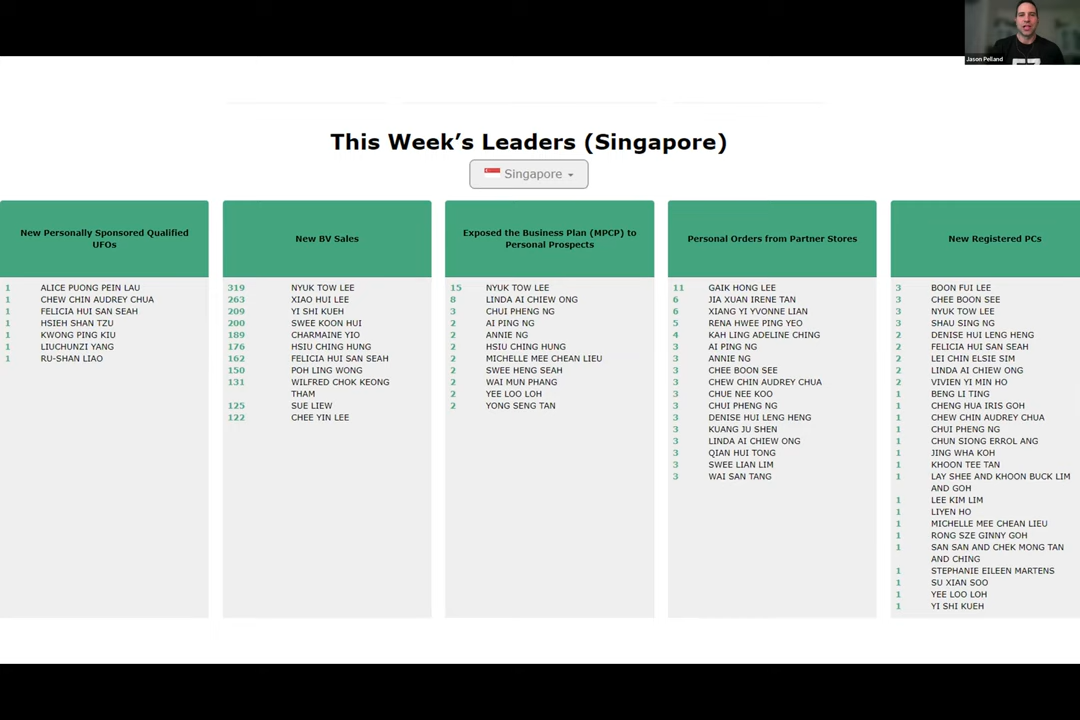 Jason Pelland
This Week's Leaders (Singapore)
Singapore
New Personally Sponsored Qualified
UFOs
1 ALICE PUONG PEIN LAU
1 CHEW CHIN AUDREY CHUA
1 FELICIA HUI SAN SEAH
1 HSIEH SHAN TZU
1 KWONG PING KIU
1 LIUCHUNZI YANG
1 RU-SHAN LIAO
New BV Sales
319 NYUK TOW LEE
263 XIAO HUI LEE
209 YI SHI KUEH
200 SWEE KOON HUI
189 CHARMAINE YIO
176 HSIU CHING HUNG
162 FELICIA HUI SAN SEAH
150 POH LING WONG
131 WILFRED CHOK KEONG
THAM
125 SUE LIEW
122 CHEE YIN LEE
Exposed the Business Plan (MPCP) to
Personal Prospects
15 NYUK TOW LEE
8 LINDA AI CHIEW ONG
3 CHUI PHENG NG
2 AI PING NG
2 ANNIE NG
2 HSIU CHING HUNG
2 MICHELLE MEE CHEAN LIEU
2 SWEE HENG SEAH
2 WAI MUN PHANG
2 YEE LOO LOH
2 YONG SENG TAN
Personal Orders from Partner Stores
11 GAIK HONG LEE
6 JIA XUAN IRENE TAN
6 XIANG YI YVONNE LIAN
5 RENA HWEE PING YEO
4 KAH LING ADELINE CHING
3 AI PING NG
3 ANNIE NG
3 CHEE BOON SEE
3 CHEW CHIN AUDREY CHUA
3 CHUE NEE KOO
3 CHUI PHENG NG
3 DENISE HUI LENG HENG
3 KUANG JU SHEN
3 LINDA AI CHIEW ONG
3 QIAN HUI TONG
3 SWEE LIAN LIM
3 WAI SAN TANG
New Registered PCs
3 BOON FUI LEE
3 CHEE BOON SEE
3 NYUK TOW LEE
3 SHAU SING NG
2 DENISE HUI LENG HENG
2 FELICIA HUI SAN SEAH
2 LEI CHIN ELSIE SIM
2 LINDA AI CHIEW ONG
2 VIVIEN YI MIN HO
1 BENG LI TING
1 CHENG HUA IRIS GOH
1 CHEW CHIN AUDREY CHUA
1 CHUI PHENG NG
1 CHUN SIONG ERROL ANG
1 JING WHA KOH
1 KHOON TEE TAN
1 LAY SHEE AND KHOON BUCK LIM
AND GOH
1 LEE KIM LIM
1 LIYEN HO
1 MICHELLE MEE CHEAN LIEU
1 RONG SZE GINNY GOH
1 SAN SAN AND CHEK MONG TAN
AND CHING
1 STEPHANIE EILEEN MARTENS
1 SU XIAN SOO
1 YEE LOO LOH
1 YI SHI KUEH